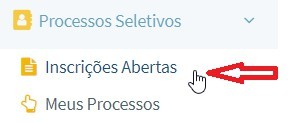 Processos Seletivos
Inscrições Abertas
Meus Processos